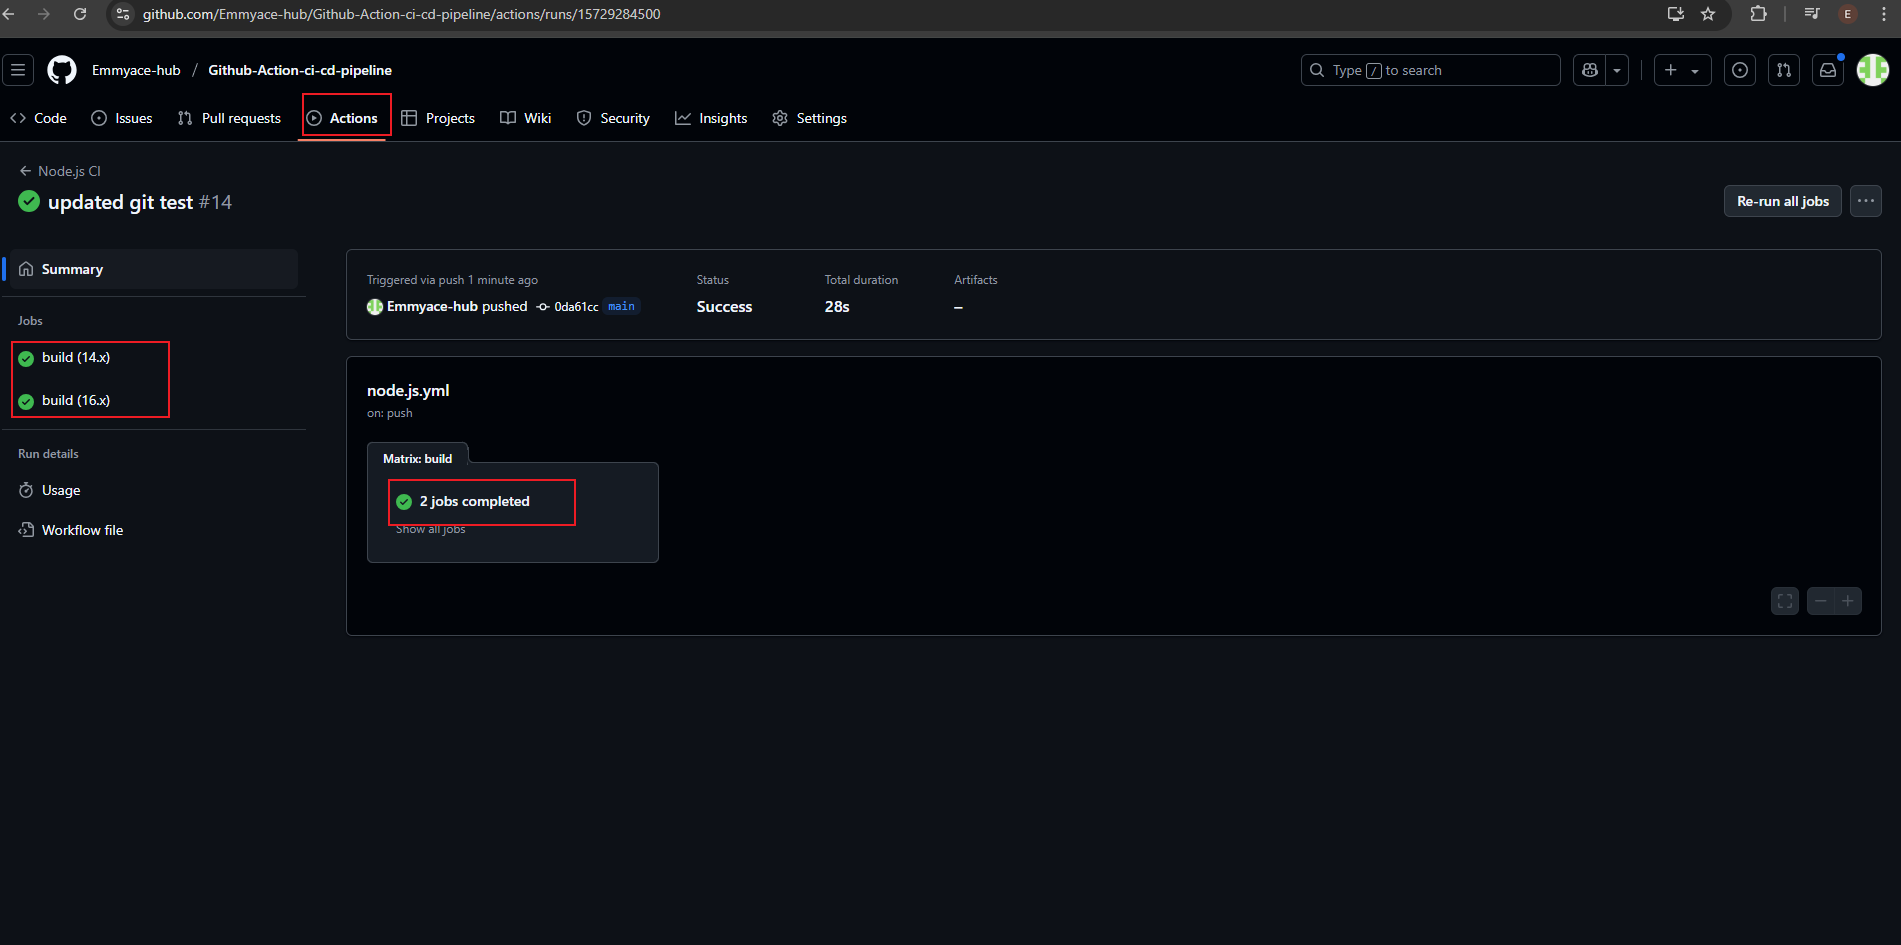 github.com/Emmyace-hub/Github-Action-ci-cd-pipeline/actions/runs/15729284500
E
Emmyace-hub / Github-Action-ci-cd-pipeline
Type / to search
Code
Issues
Pull requests
Actions
Projects
Wiki
Security
Insights
Settings
Node.js CI
updated git test #14
Re-run all jobs
Summary
Jobs
build (14.x)
build (16.x)
Run details
Usage
Workflow file
Triggered via push 1 minute ago
Emmyace-hub pushed 0da61cc main
Status
Success
Total duration
28s
Artifacts
–
node.js.yml
on: push
Matrix: build
2 jobs completed
Show all jobs